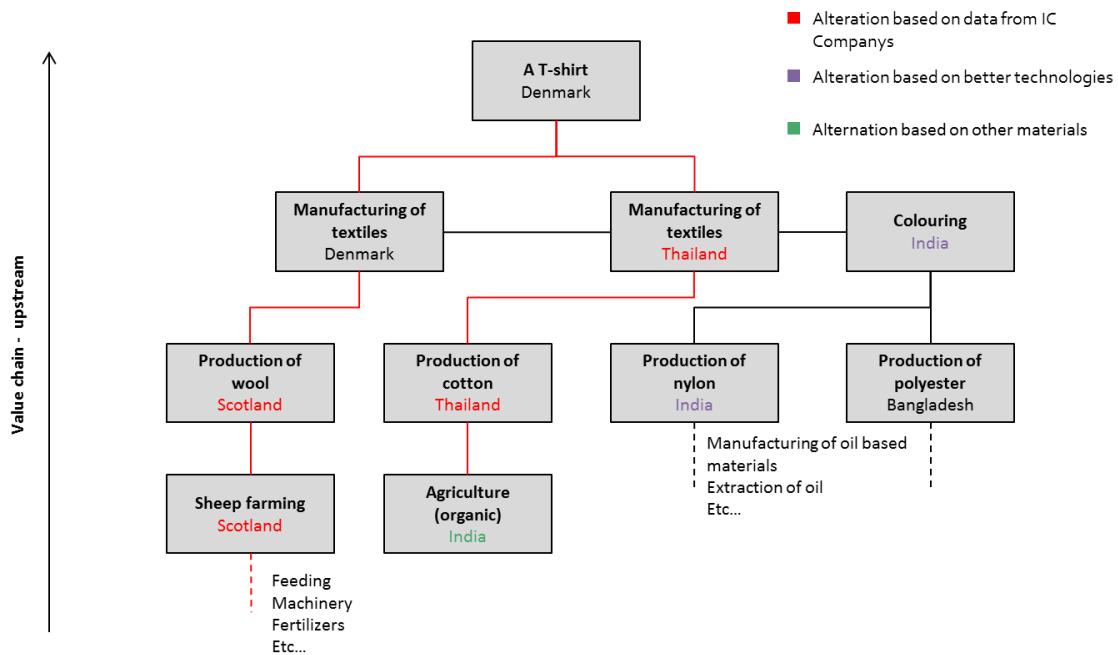 Alteration based on data from IC
Companys
Alteration based on better technologies
Alternation based on other materials
Value chain - upstream
A T-shirt
Denmark
Manufacturing of
textiles
Denmark
Manufacturing of
textiles
Thailand
Colouring
India
Production of
wool
Scotland
Production of
cotton
Thailand
Production of
nylon
India
Production of
polyester
Bangladesh
Sheep farming
Scotland
Agriculture
(organic)
India
Manufacturing of oil based
materials
Extraction of oil
Etc...
Feeding
Machinery
Fertilizers
Etc...